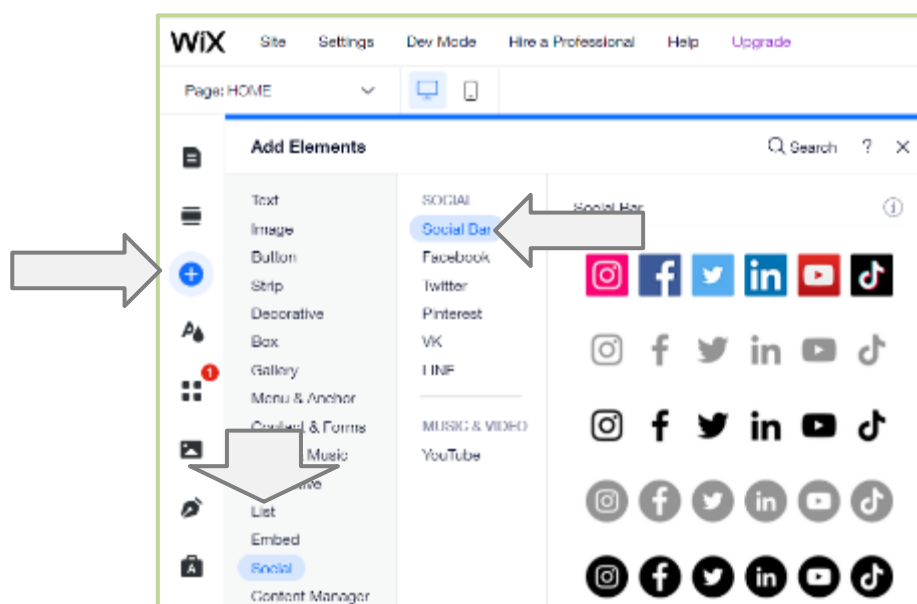 WiX Site Settings Dev Mode Hire a Professional Help Upgrade
Page: HOME
Add Elements
Search ? ×
Text
Image
Button
Strip
Decorative
Box
Gallery
Menu & Anchor
Contact & Forms
Music
List
Embed
Social
Content Manager
SOCIAL
Social Bar
Facebook
Twitter
Pinterest
VK
LINE
MUSIC & VIDEO
YouTube
Social Bar
1